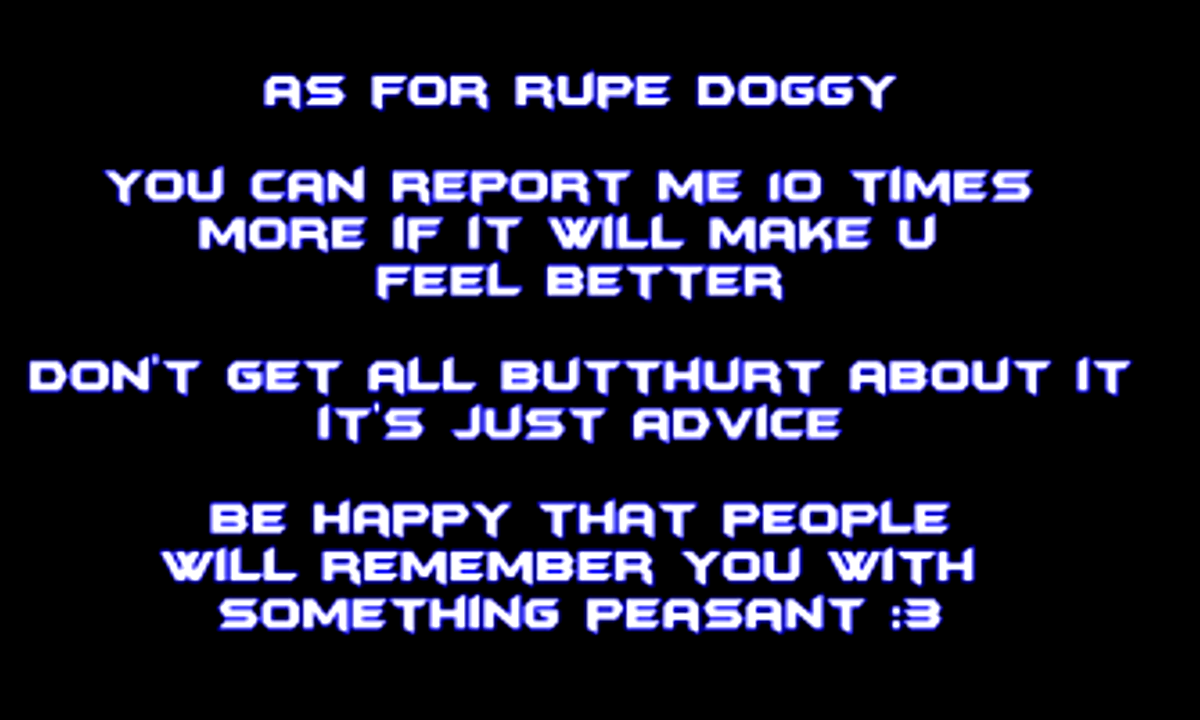 AS FOR RUPE DOGGY
YOU CAN REPORT ME 10 TIMES
MORE IF IT WILL MAKE U
FEEL BETTER
DON'T GET ALL BUTTHURT ABOUT IT
IT'S JUST ADVICE
BE HAPPY THAT PEOPLE
WILL REMEMBER YOU WITH
SOMETHING PEASANT :3